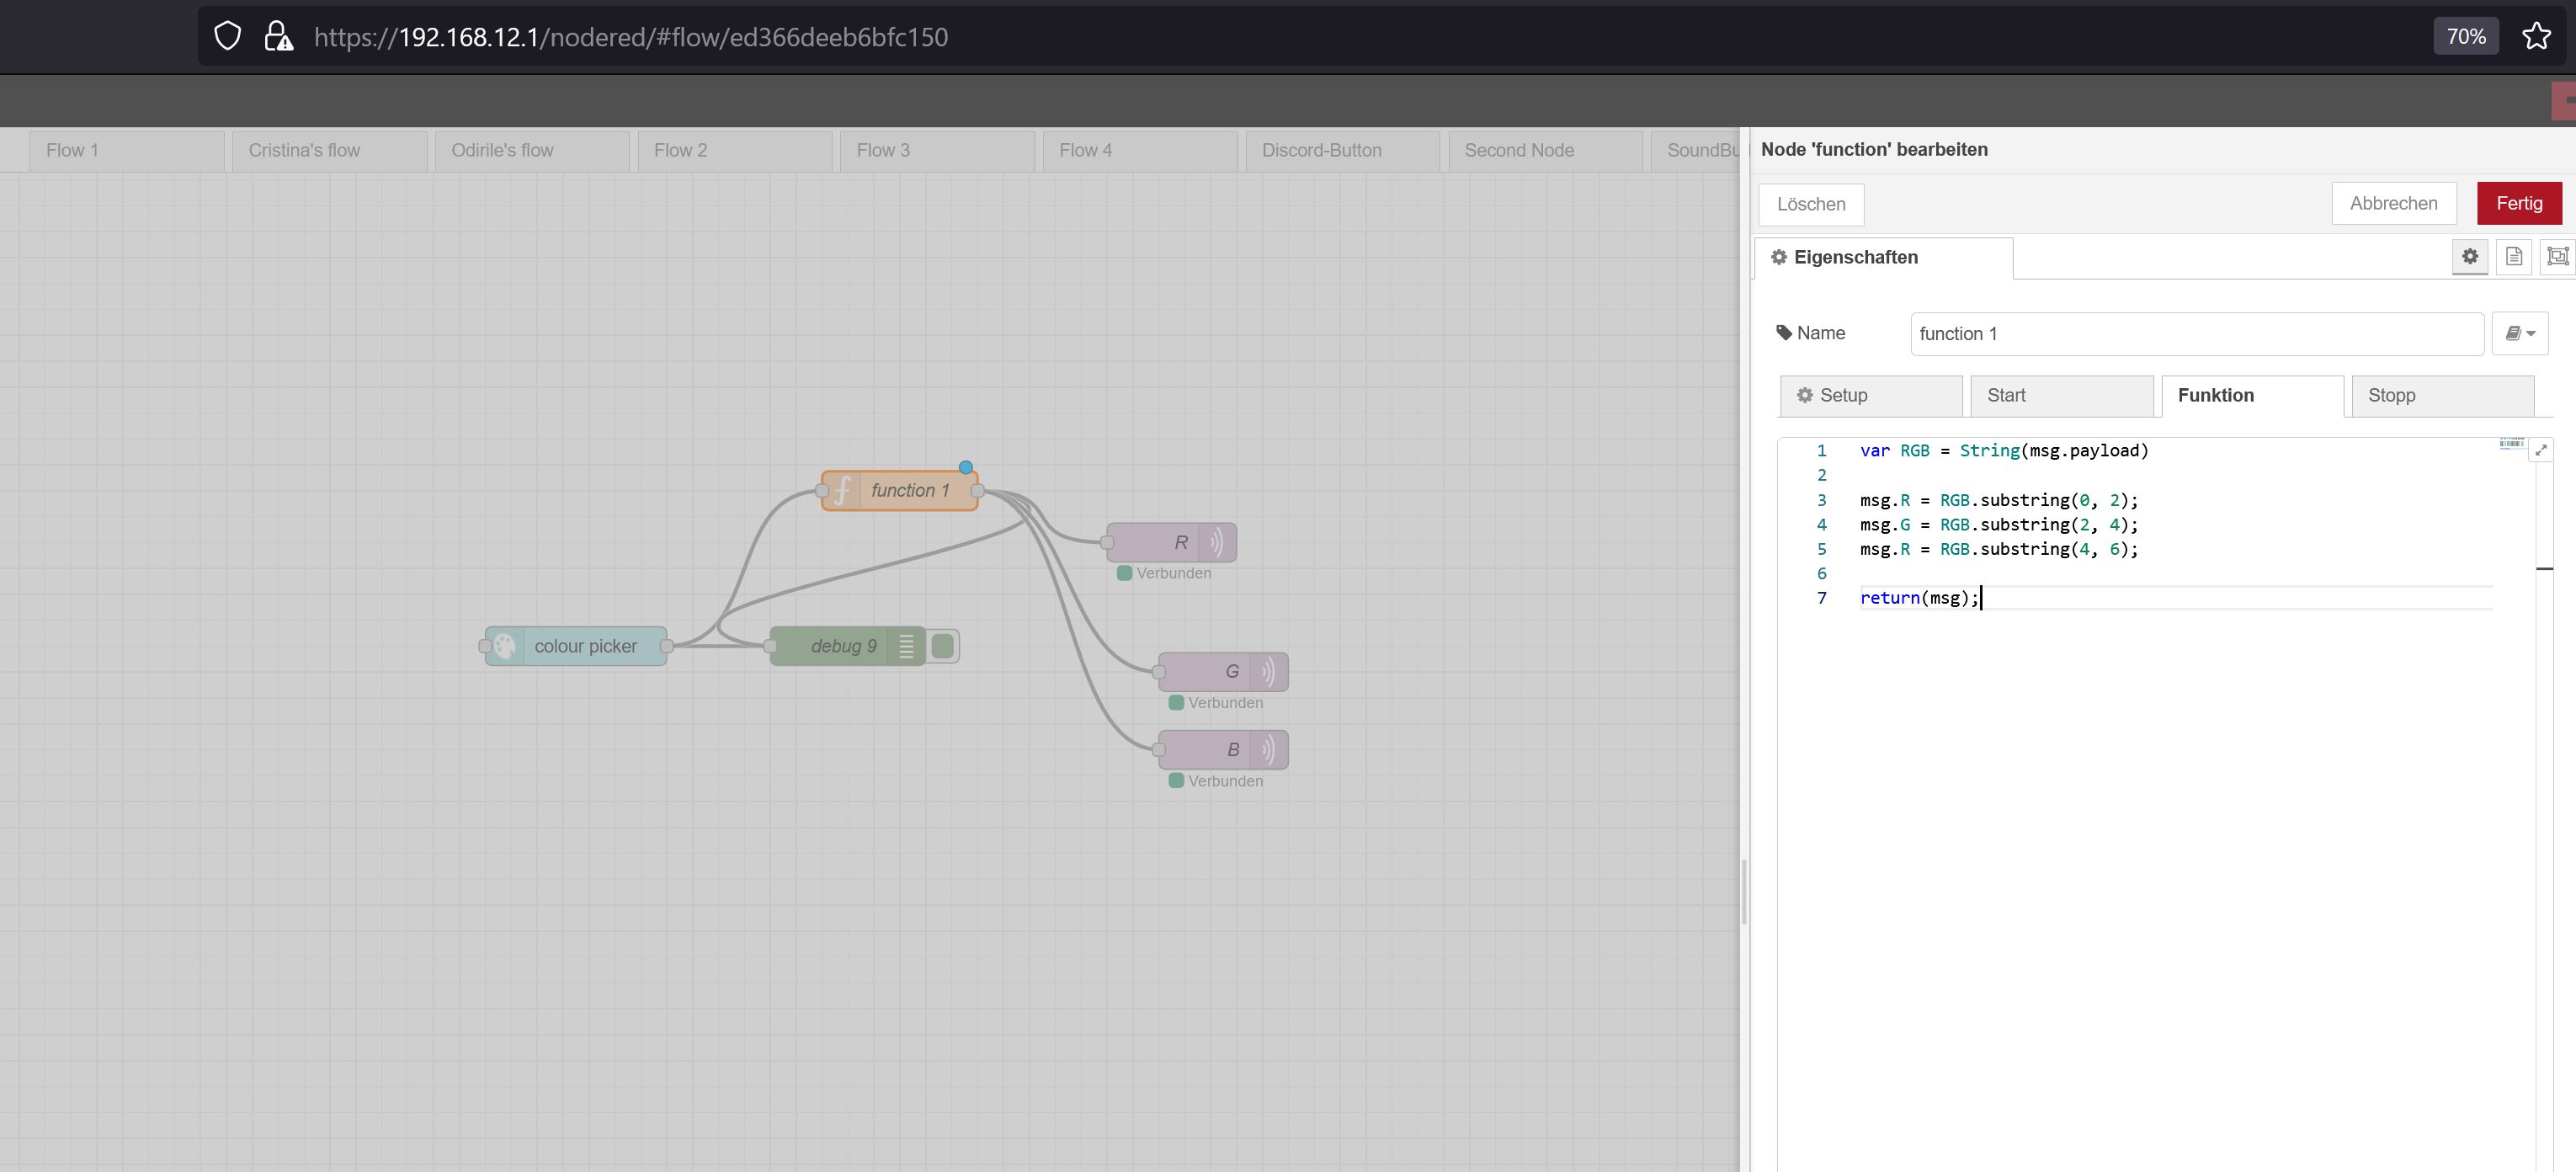 https://192.168.12.1/nodered/#flow/ed366deeb6bfc150
70%
Flow 1
Cristina's flow
Odirile's flow
Flow 2
Flow 3
Flow 4
Discord-Button
Second Node
SoundBu
Node 'function' bearbeiten
Löschen
Abbrechen
Fertig
Eigenschaften
Name
function 1
Setup
Start
Funktion
Stopp
1 var RGB = String(msg.payload)
2
3 msg.R = RGB.substring(0, 2);
4 msg.G = RGB.substring(2, 4);
5 msg.R = RGB.substring(4, 6);
6
7 return(msg);
function 1
R
Verbunden
colour picker
debug 9
G
Verbunden
B
Verbunden